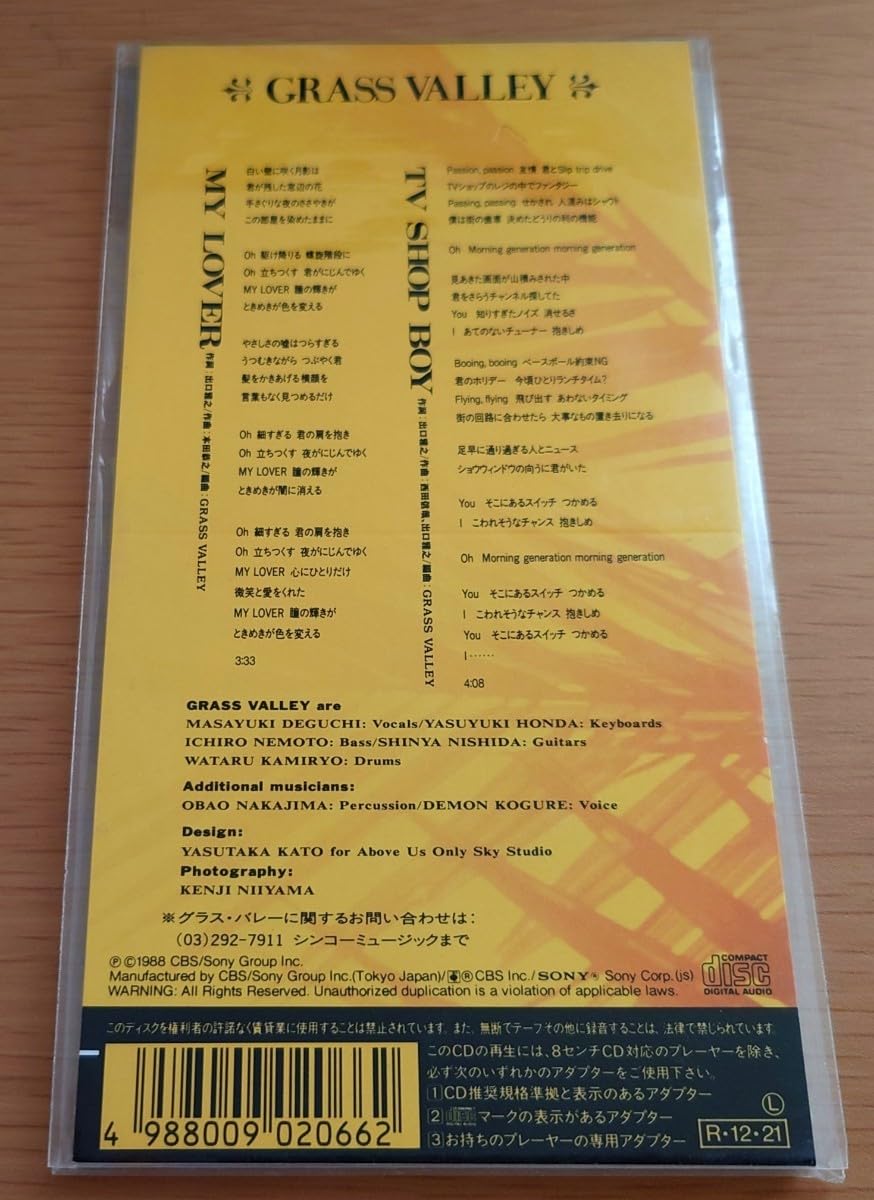 GRASS VALLEY
MY LOVER
作詞:出口雅之/作曲:本田恭之/編曲:GRASS VALLEY
白い壁に咲く月影は
君が残した窓辺の花
手さぐりな夜のささやきが
この部屋を染めたままに
Oh 駆け降りる 螺旋階段に
Oh 立ちつくす 君がにじんでゆく
MY LOVER 瞳の輝きが
ときめきが色を変える
やさしさの嘘はつらすぎる
うつむきながら つぶやく君
髪をかきあげる横顔を
言葉もなく見つめるだけ
Oh 細すぎる 君の肩を抱き
Oh 立ちつくす 夜がにじんでゆく
MY LOVER 瞳の輝きが
ときめきが闇に消える
Oh 細すぎる 君の肩を抱き
Oh 立ちつくす 夜がにじんでゆく
MY LOVER 心にひとりだけ
微笑と愛をくれた
MY LOVER 瞳の輝きが
ときめきが色を変える
3:33
TV SHOP BOY
作詞:出口雅之/作曲:西田信哉、出口雅之/編曲:GRASS VALLEY
Passion, passion 友情 君とSlip trip drive
TVショップのレジの中でファンタジー
Passing, passing せかされ 人混みはシャウト
僕は街の歯車 決めたどうりの利の機能
Oh Morning generation morning generation
見あきた画面が山積みされた中
君をさらうチャンネル探してた
You 知りすぎたノイズ 消せるさ
I あてのないチューナー 抱きしめ
Booing, booing ベースボール約束NG
君のホリデー 今頃ひとりランチタイム?
Flying, flying 飛び出す あわないタイミング
街の回路に合わせたら 大事なもの置き去りになる
足早に通り過ぎる人とニュース
ショウウィンドウの向うに君がいた
You そこにあるスイッチ つかめる
I こわれそうなチャンス 抱きしめ
Oh Morning generation morning generation
You そこにあるスイッチ つかめる
I こわれそうなチャンス 抱きしめ
You そこにあるスイッチ つかめる
I……
4:08
GRASS VALLEY are
MASAYUKI DEGUCHI: Vocals/YASUYUKI HONDA: Keyboards
ICHIRO NEMOTO: Bass/SHINYA NISHIDA: Guitars
WATARU KAMIRYO: Drums
Additional musicians:
OBAO NAKAJIMA: Percussion/DEMON KOGURE: Voice
Design:
YASUTAKA KATO for Above Us Only Sky Studio
Photography:
KENJI NIIYAMA
※グラス・バレーに関するお問い合わせは:
(03)292-7911 シンコーミュージックまで
Ⓟ©1988 CBS/Sony Group Inc.
Manufactured by CBS/Sony Group Inc.(Tokyo Japan)/®CBS Inc./SONY® Sony Corp.(js)
WARNING: All Rights Reserved. Unauthorized duplication is a violation of applicable laws.
COMPACT
disc
DIGITAL AUDIO
このディスクを権利者の許諾なく賃貸業に使用することは禁止されています。また、無断でテープその他に録音することは、法律で禁じられています。
このCDの再生には、8センチCD対応のプレーヤーを除き、
必ず次のいずれかのアダプターをご使用下さい。
1 CD推奨規格準拠と表示のあるアダプター
2 マークの表示があるアダプター
3 お持ちのプレーヤーの専用アダプター
Ⓛ
R・12・21
4 988009 020662